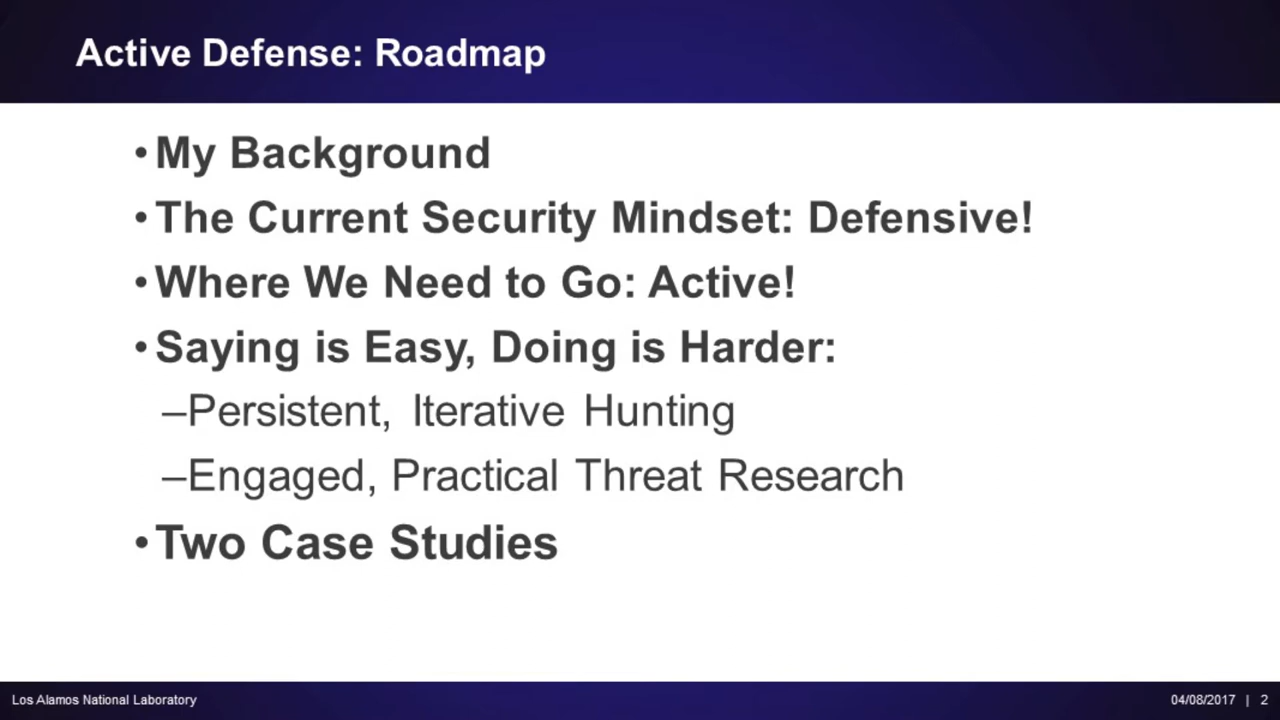 Active Defense: Roadmap
•My Background
•The Current Security Mindset: Defensive!
•Where We Need to Go: Active!
•Saying is Easy, Doing is Harder:
–Persistent, Iterative Hunting
–Engaged, Practical Threat Research
•Two Case Studies
Los Alamos National Laboratory
04/08/2017 | 2